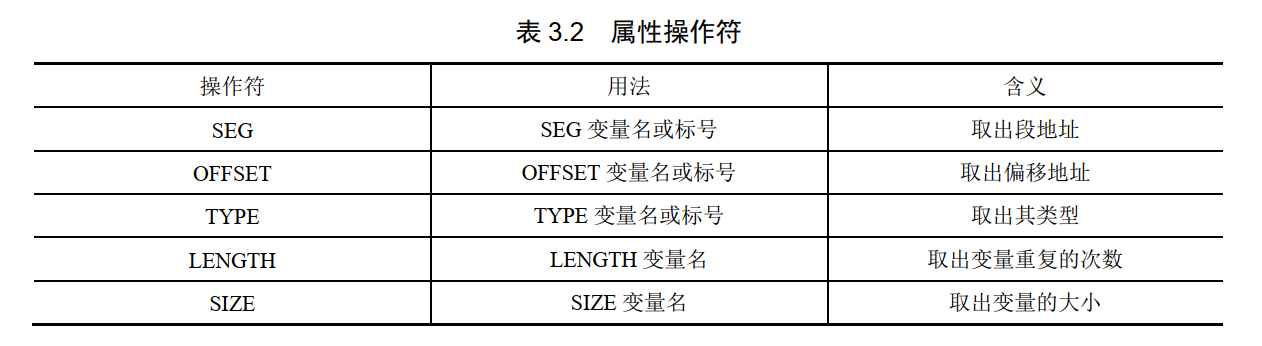 表 3.2 属性操作符
操作符 用法 含义
SEG SEG 变量名或标号 取出段地址
OFFSET OFFSET 变量名或标号 取出偏移地址
TYPE TYPE 变量名或标号 取出其类型
LENGTH LENGTH 变量名 取出变量重复的次数
SIZE SIZE 变量名 取出变量的大小